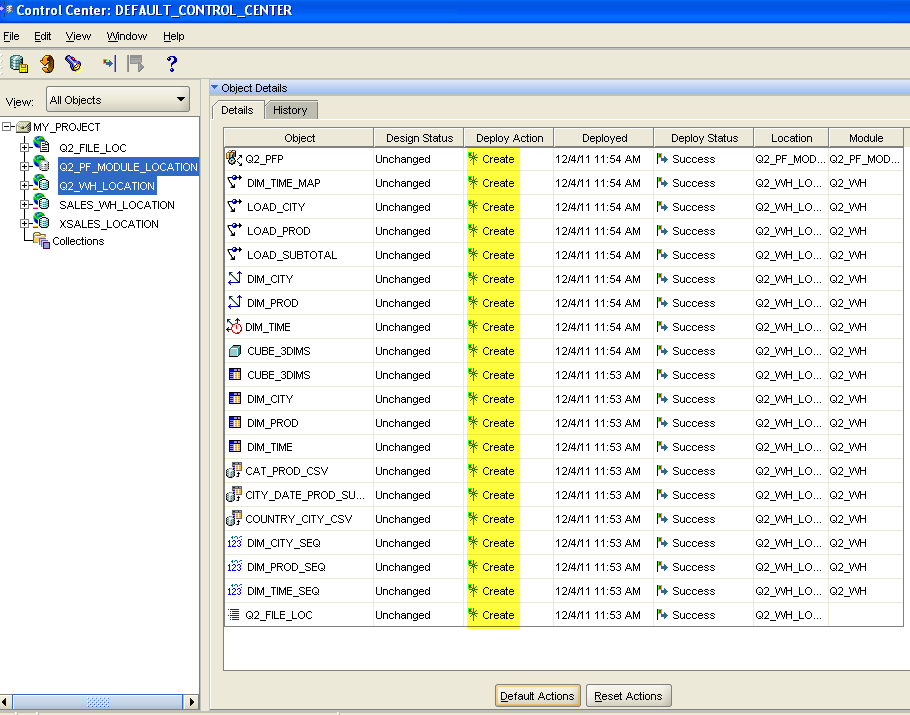 Control Center: DEFAULT_CONTROL_CENTER
File Edit View Window Help
?
View: All Objects
MY_PROJECT
Q2_FILE_LOC
Q2_PF_MODULE_LOCATION
Q2_WH_LOCATION
SALES_WH_LOCATION
XSALES_LOCATION
Collections
Object Details
Details History
Object Design Status Deploy Action Deployed Deploy Status Location Module
Q2_PFP Unchanged Create 12/4/11 11:54 AM Success Q2_PF_MOD... Q2_PF_MOD...
DIM_TIME_MAP Unchanged Create 12/4/11 11:54 AM Success Q2_WH_LO... Q2_WH
LOAD_CITY Unchanged Create 12/4/11 11:54 AM Success Q2_WH_LO... Q2_WH
LOAD_PROD Unchanged Create 12/4/11 11:54 AM Success Q2_WH_LO... Q2_WH
LOAD_SUBTOTAL Unchanged Create 12/4/11 11:54 AM Success Q2_WH_LO... Q2_WH
DIM_CITY Unchanged Create 12/4/11 11:54 AM Success Q2_WH_LO... Q2_WH
DIM_PROD Unchanged Create 12/4/11 11:54 AM Success Q2_WH_LO... Q2_WH
DIM_TIME Unchanged Create 12/4/11 11:54 AM Success Q2_WH_LO... Q2_WH
CUBE_3DIMS Unchanged Create 12/4/11 11:54 AM Success Q2_WH_LO... Q2_WH
CUBE_3DIMS Unchanged Create 12/4/11 11:53 AM Success Q2_WH_LO... Q2_WH
DIM_CITY Unchanged Create 12/4/11 11:53 AM Success Q2_WH_LO... Q2_WH
DIM_PROD Unchanged Create 12/4/11 11:53 AM Success Q2_WH_LO... Q2_WH
DIM_TIME Unchanged Create 12/4/11 11:53 AM Success Q2_WH_LO... Q2_WH
CAT_PROD_CSV Unchanged Create 12/4/11 11:53 AM Success Q2_WH_LO... Q2_WH
CITY_DATE_PROD_SU... Unchanged Create 12/4/11 11:53 AM Success Q2_WH_LO... Q2_WH
COUNTRY_CITY_CSV Unchanged Create 12/4/11 11:53 AM Success Q2_WH_LO... Q2_WH
123 DIM_CITY_SEQ Unchanged Create 12/4/11 11:53 AM Success Q2_WH_LO... Q2_WH
123 DIM_PROD_SEQ Unchanged Create 12/4/11 11:53 AM Success Q2_WH_LO... Q2_WH
123 DIM_TIME_SEQ Unchanged Create 12/4/11 11:53 AM Success Q2_WH_LO... Q2_WH
Q2_FILE_LOC Unchanged Create 12/4/11 11:53 AM Success Q2_WH_LO...
Default Actions Reset Actions